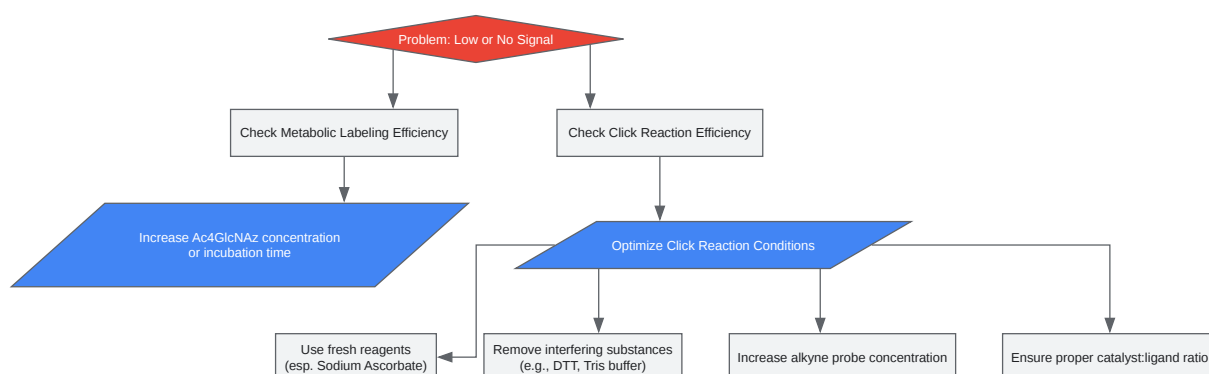 Problem: Low or No Signal
Check Metabolic Labeling Efficiency
Check Click Reaction Efficiency
Increase Ac4GlcNAz concentration
or incubation time
Optimize Click Reaction Conditions
Use fresh reagents
(esp. Sodium Ascorbate)
Remove interfering substances
(e.g., DTT, Tris buffer)
Increase alkyne probe concentration
Ensure proper catalyst:ligand ratio